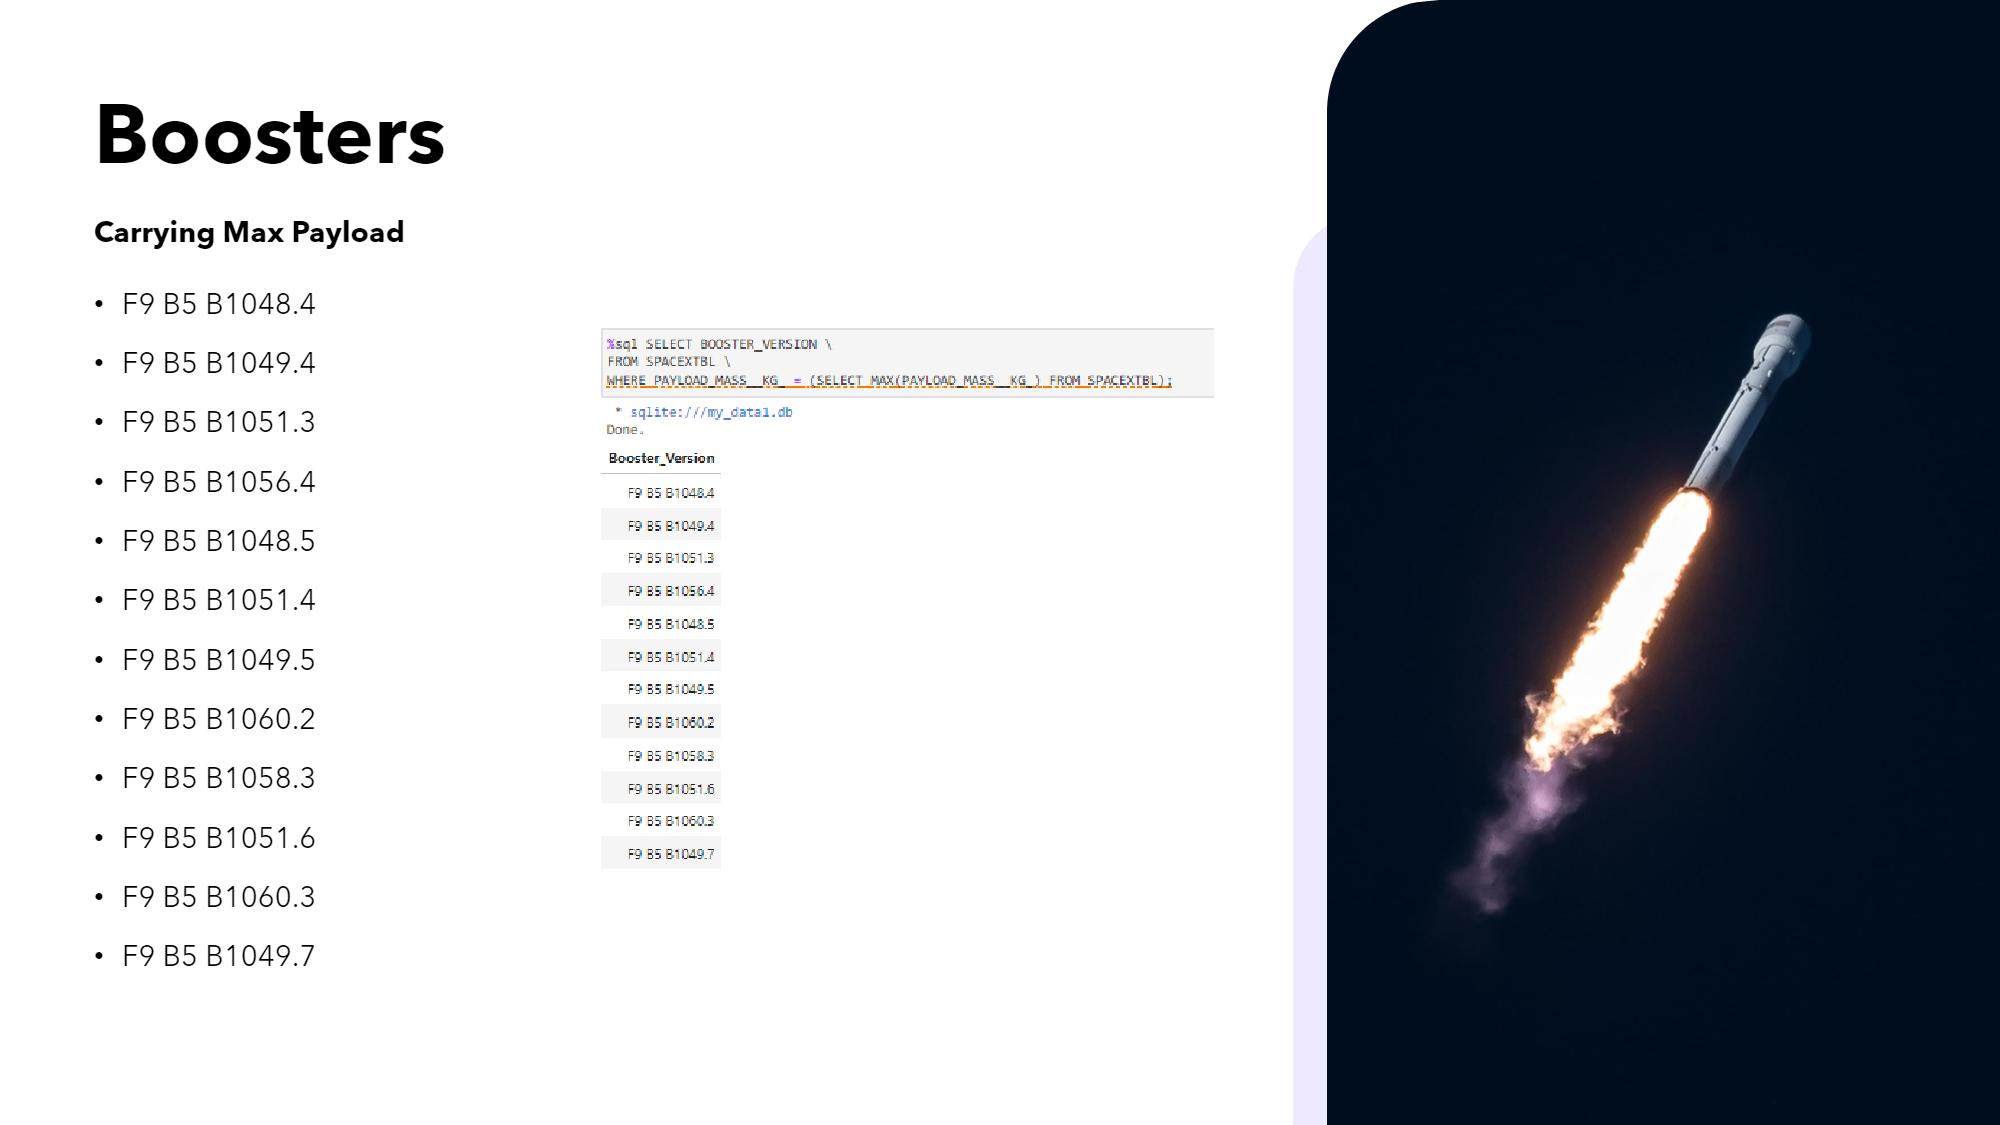 Boosters
Carrying Max Payload
• F9 B5 B1048.4
• F9 B5 B1049.4
• F9 B5 B1051.3
• F9 B5 B1056.4
• F9 B5 B1048.5
• F9 B5 B1051.4
• F9 B5 B1049.5
• F9 B5 B1060.2
• F9 B5 B1058.3
• F9 B5 B1051.6
• F9 B5 B1060.3
• F9 B5 B1049.7
%sql SELECT BOOSTER_VERSION \
FROM SPACEXTBL \
WHERE PAYLOAD_MASS__KG_ = (SELECT MAX(PAYLOAD_MASS__KG_) FROM SPACEXTBL);
* sqlite:///my_data1.db
Done.
Booster_Version
F9 B5 B1048.4
F9 B5 B1049.4
F9 B5 B1051.3
F9 B5 B1056.4
F9 B5 B1048.5
F9 B5 B1051.4
F9 B5 B1049.5
F9 B5 B1060.2
F9 B5 B1058.3
F9 B5 B1051.6
F9 B5 B1060.3
F9 B5 B1049.7